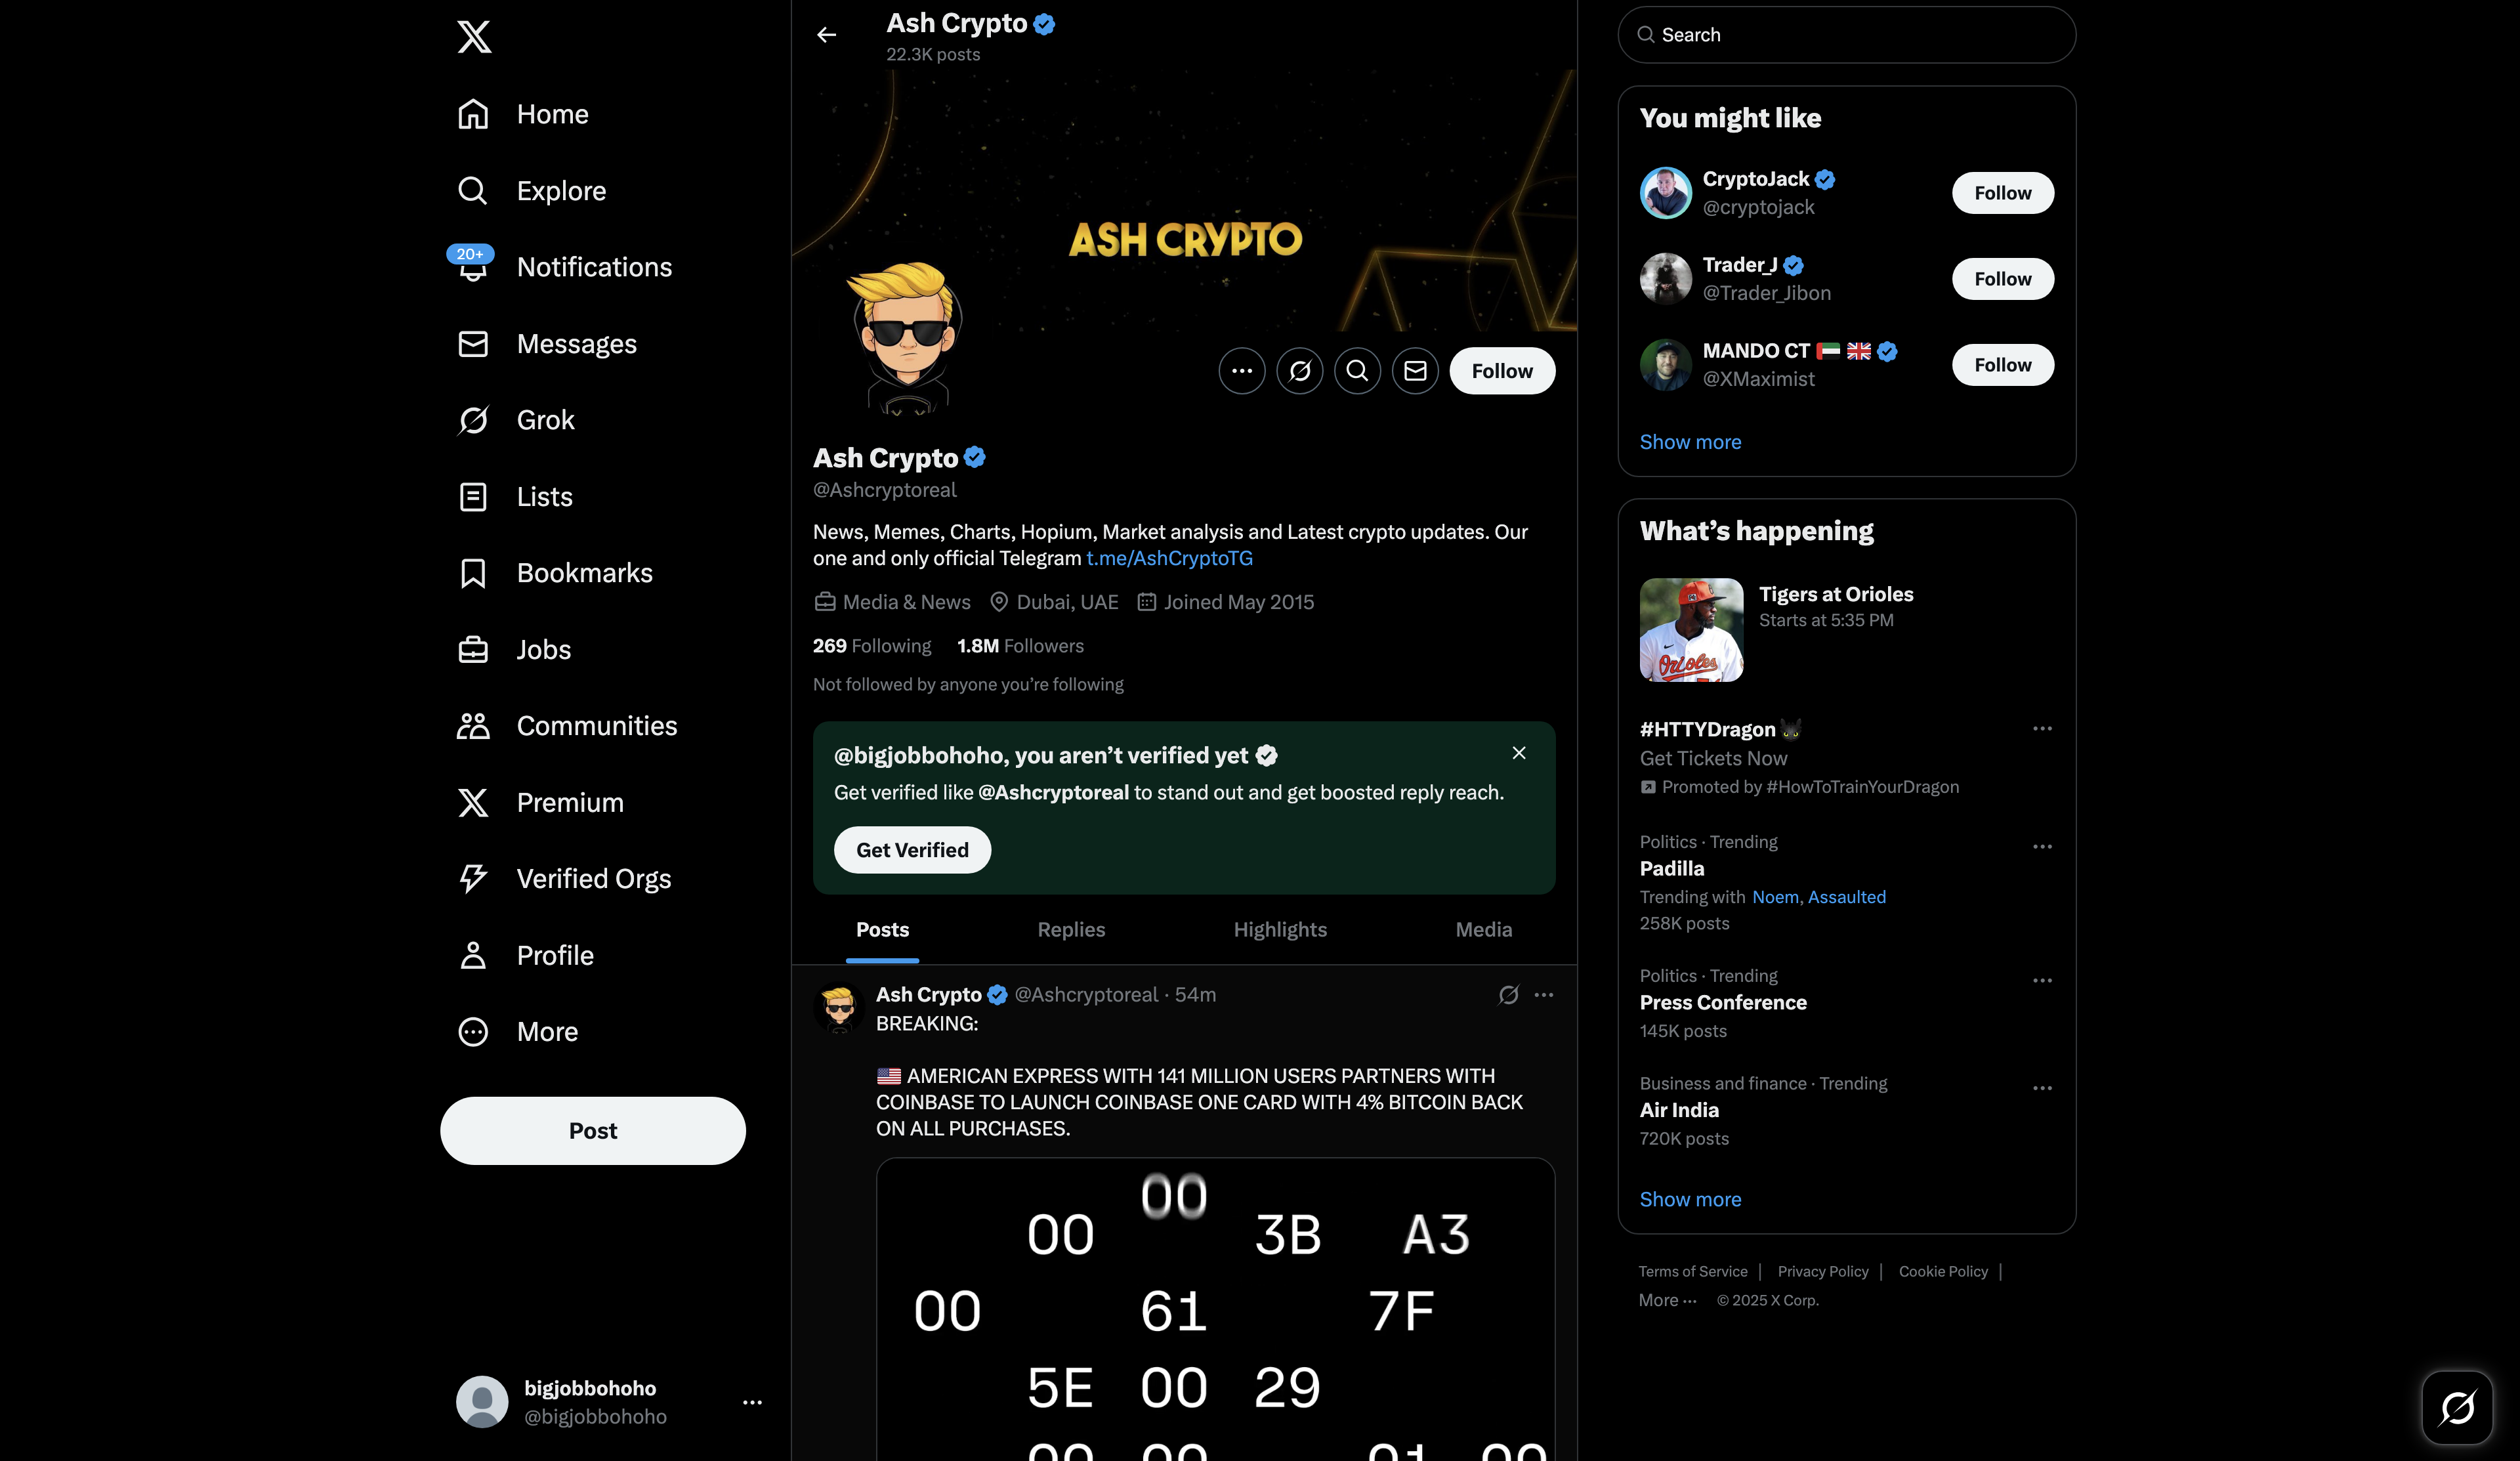 Home
Explore
20+
Notifications
Messages
Grok
Lists
Bookmarks
Jobs
Communities
Premium
Verified Orgs
Profile
More
Post
bigjobbohoho
@bigjobbohoho
Ash Crypto
22.3K posts
ASH CRYPTO
Follow
Ash Crypto
@Ashcryptoreal
News, Memes, Charts, Hopium, Market analysis and Latest crypto updates. Our
one and only official Telegram t.me/AshCryptoTG
Media & News Dubai, UAE Joined May 2015
269 Following 1.8M Followers
Not followed by anyone you’re following
@bigjobbohoho, you aren’t verified yet
Get verified like @Ashcryptoreal to stand out and get boosted reply reach.
Get Verified
Posts Replies Highlights Media
Ash Crypto @Ashcryptoreal · 54m
BREAKING:
🇺🇸 AMERICAN EXPRESS WITH 141 MILLION USERS PARTNERS WITH
COINBASE TO LAUNCH COINBASE ONE CARD WITH 4% BITCOIN BACK
ON ALL PURCHASES.
00
00 3B A3
00 61 7F
5E 00 29
00 00 01 00
Search
You might like
CryptoJack
@cryptojack
Follow
Trader_J
@Trader_Jibon
Follow
MANDO CT 🇦🇪 🇬🇧
@XMaximist
Follow
Show more
What’s happening
Tigers at Orioles
Starts at 5:35 PM
Orioles
#HTTYDragon
Get Tickets Now
Promoted by #HowToTrainYourDragon
Politics · Trending
Padilla
Trending with Noem, Assaulted
258K posts
Politics · Trending
Press Conference
145K posts
Business and finance · Trending
Air India
720K posts
Show more
Terms of Service | Privacy Policy | Cookie Policy |
More ··· © 2025 X Corp.